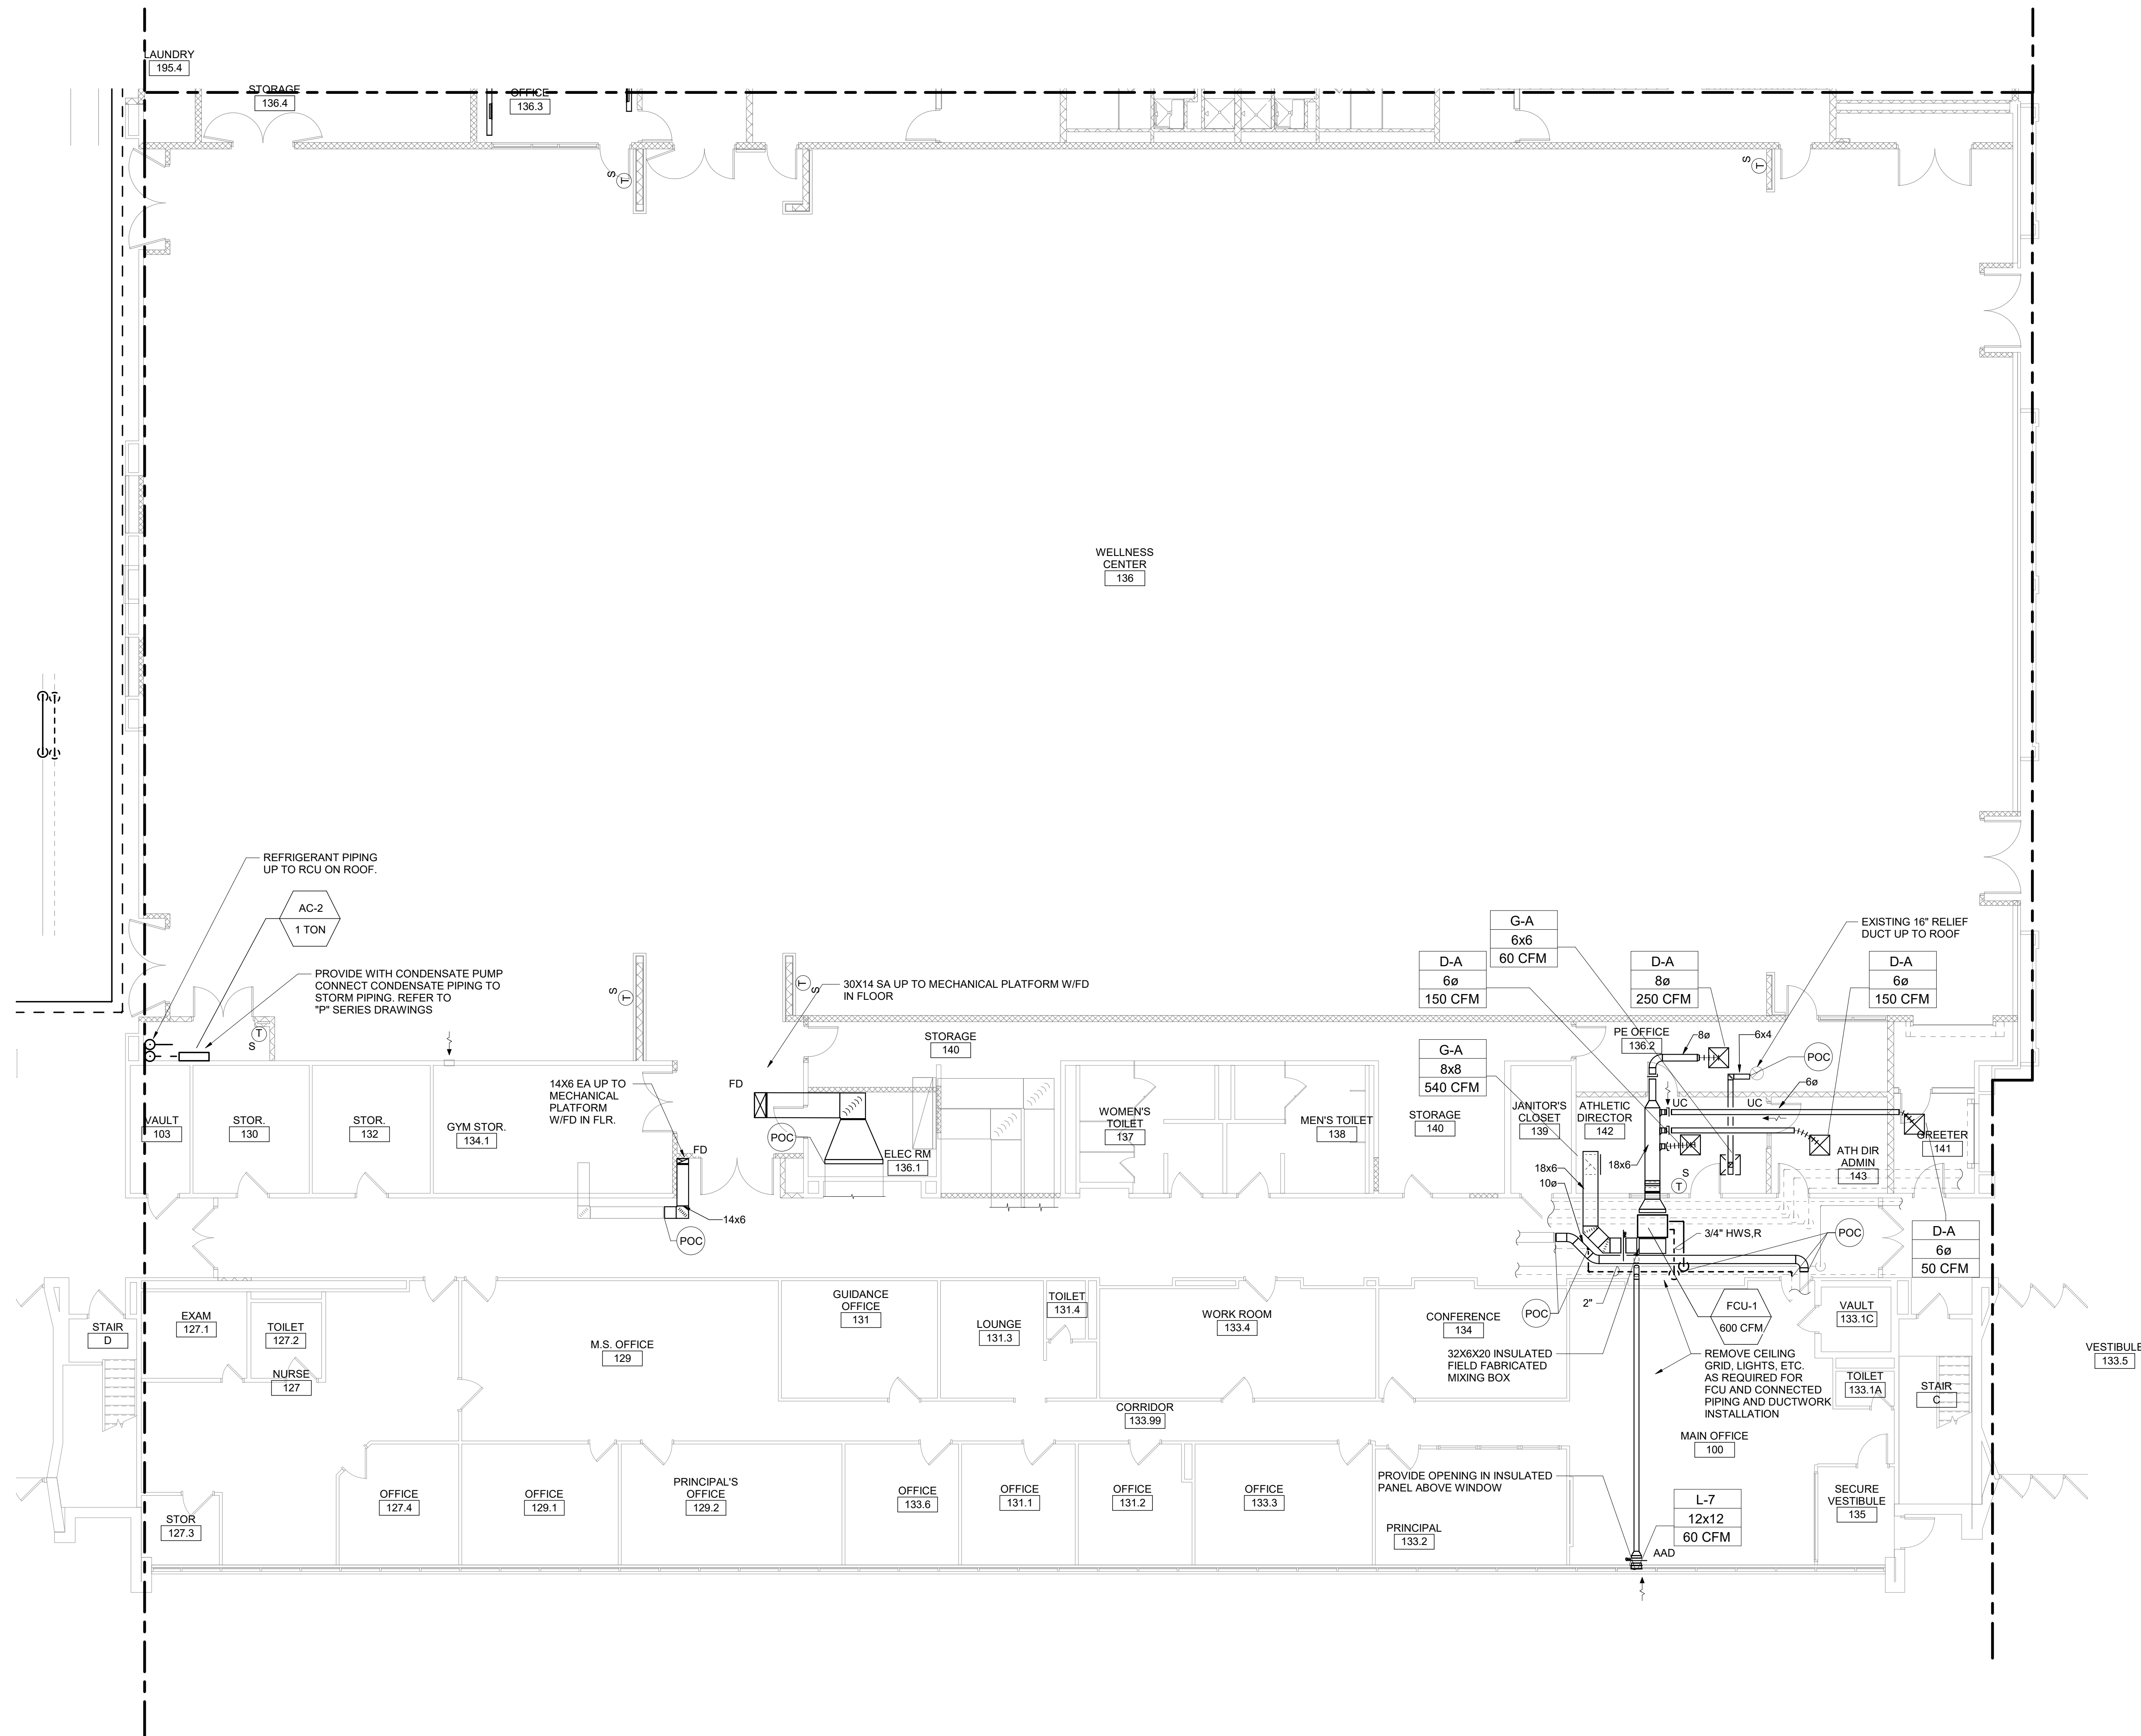 LAUNDRY
195.4
STORAGE
136.4
OFFICE
136.3
S
T
S
T
WELLNESS
CENTER
136
REFRIGERANT PIPING
UP TO RCU ON ROOF.
AC-2
1 TON
PROVIDE WITH CONDENSATE PUMP
CONNECT CONDENSATE PIPING TO
STORM PIPING. REFER TO
"P" SERIES DRAWINGS
T
S
S
T
T
S
30X14 SA UP TO MECHANICAL PLATFORM W/FD
IN FLOOR
G-A
6x6
60 CFM
D-A
6ø
150 CFM
D-A
8ø
250 CFM
EXISTING 16" RELIEF
DUCT UP TO ROOF
D-A
6ø
150 CFM
STORAGE
140
G-A
8x8
540 CFM
PE OFFICE
136.2
8ø
6x4
POC
6ø
UC
UC
14X6 EA UP TO
MECHANICAL
PLATFORM
W/FD IN FLR.
FD
FD
POC
ELEC RM
136.1
VAULT
103
STOR.
130
STOR.
132
GYM STOR.
134.1
14x6
POC
WOMEN'S
TOILET
137
MEN'S TOILET
138
STORAGE
140
JANITOR'S
CLOSET
139
ATHLETIC
DIRECTOR
142
18x6
18x6
10ø
S
T
ATH DIR
ADMIN
143
GREETER
141
3/4" HWS,R
POC
D-A
6ø
50 CFM
2"
POC
FCU-1
600 CFM
STAIR
D
EXAM
127.1
TOILET
127.2
NURSE
127
M.S. OFFICE
129
GUIDANCE
OFFICE
131
LOUNGE
131.3
TOILET
131.4
WORK ROOM
133.4
CONFERENCE
134
32X6X20 INSULATED
FIELD FABRICATED
MIXING BOX
REMOVE CEILING
GRID, LIGHTS, ETC.
AS REQUIRED FOR
FCU AND CONNECTED
PIPING AND DUCTWORK
INSTALLATION
VAULT
133.1C
TOILET
133.1A
STAIR
C
VESTIBULE
133.5
CORRIDOR
133.99
MAIN OFFICE
100
STOR
127.3
OFFICE
127.4
OFFICE
129.1
PRINCIPAL'S
OFFICE
129.2
OFFICE
133.6
OFFICE
131.1
OFFICE
131.2
OFFICE
133.3
PROVIDE OPENING IN INSULATED
PANEL ABOVE WINDOW
PRINCIPAL
133.2
L-7
12x12
60 CFM
AAD
SECURE
VESTIBULE
135